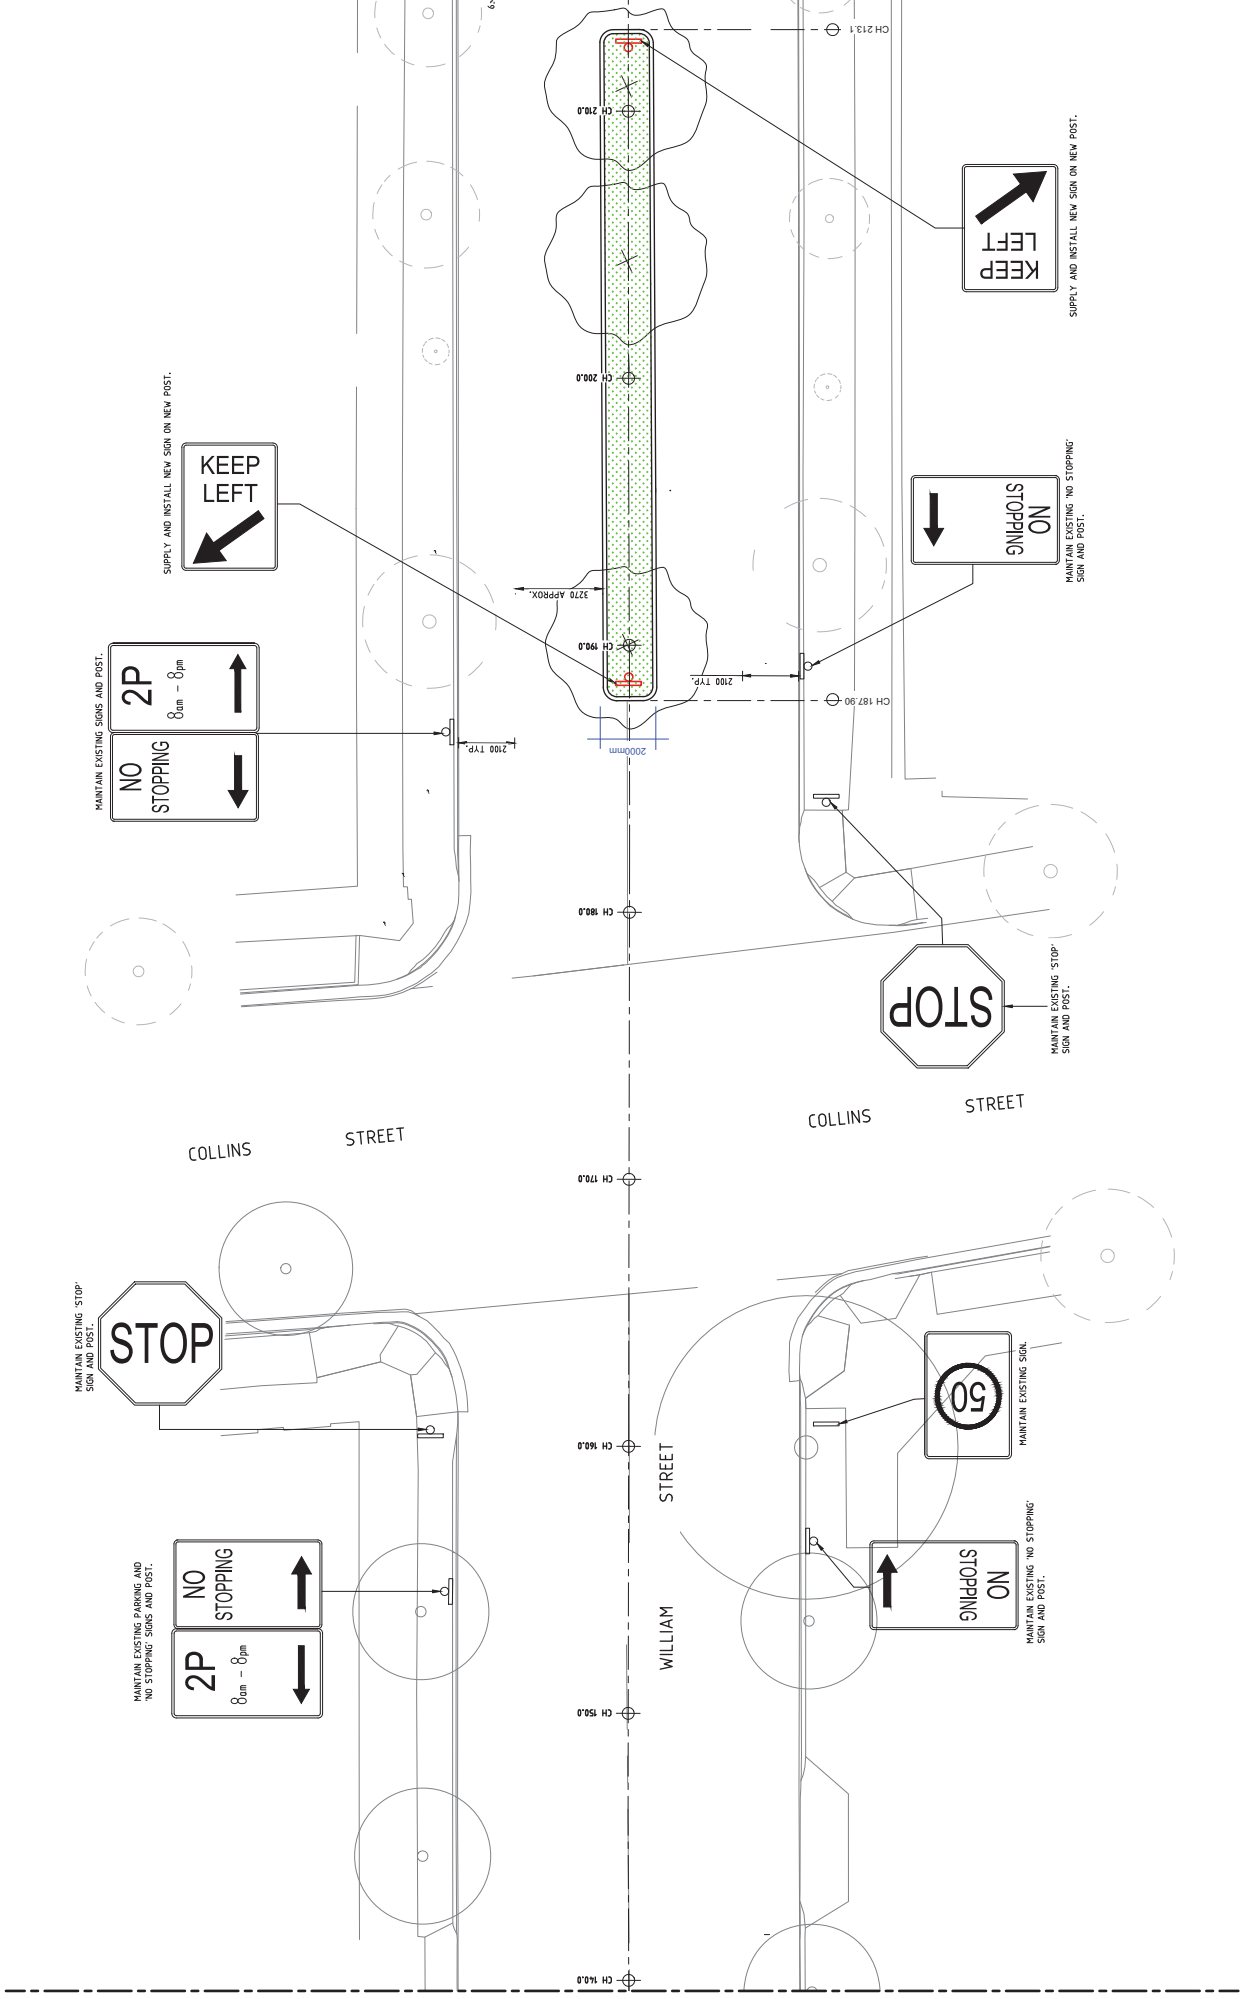 CH 213.1
CH 210.0
KEEP
LEFT
SUPPLY AND INSTALL NEW SIGN ON NEW POST.
CH 200.0
SUPPLY AND INSTALL NEW SIGN ON NEW POST.
KEEP
LEFT
NO
STOPPING
MAINTAIN EXISTING 'NO STOPPING'
SIGN AND POST.
3270 APPROX.
CH 190.0
MAINTAIN EXISTING SIGNS AND POST.
2P
8am - 8pm
NO
STOPPING
2100 TYP.
2100 TYP.
CH 187.90
2000mm
CH 180.0
STOP
MAINTAIN EXISTING 'STOP'
SIGN AND POST.
COLLINS STREET
COLLINS STREET
CH 170.0
MAINTAIN EXISTING 'STOP'
SIGN AND POST.
STOP
50
MAINTAIN EXISTING SIGN.
CH 160.0
WILLIAM STREET
MAINTAIN EXISTING PARKING AND
'NO STOPPING' SIGNS AND POST.
NO
STOPPING
2P
8am - 8pm
NO
STOPPING
MAINTAIN EXISTING 'NO STOPPING'
SIGN AND POST.
CH 150.0
CH 140.0